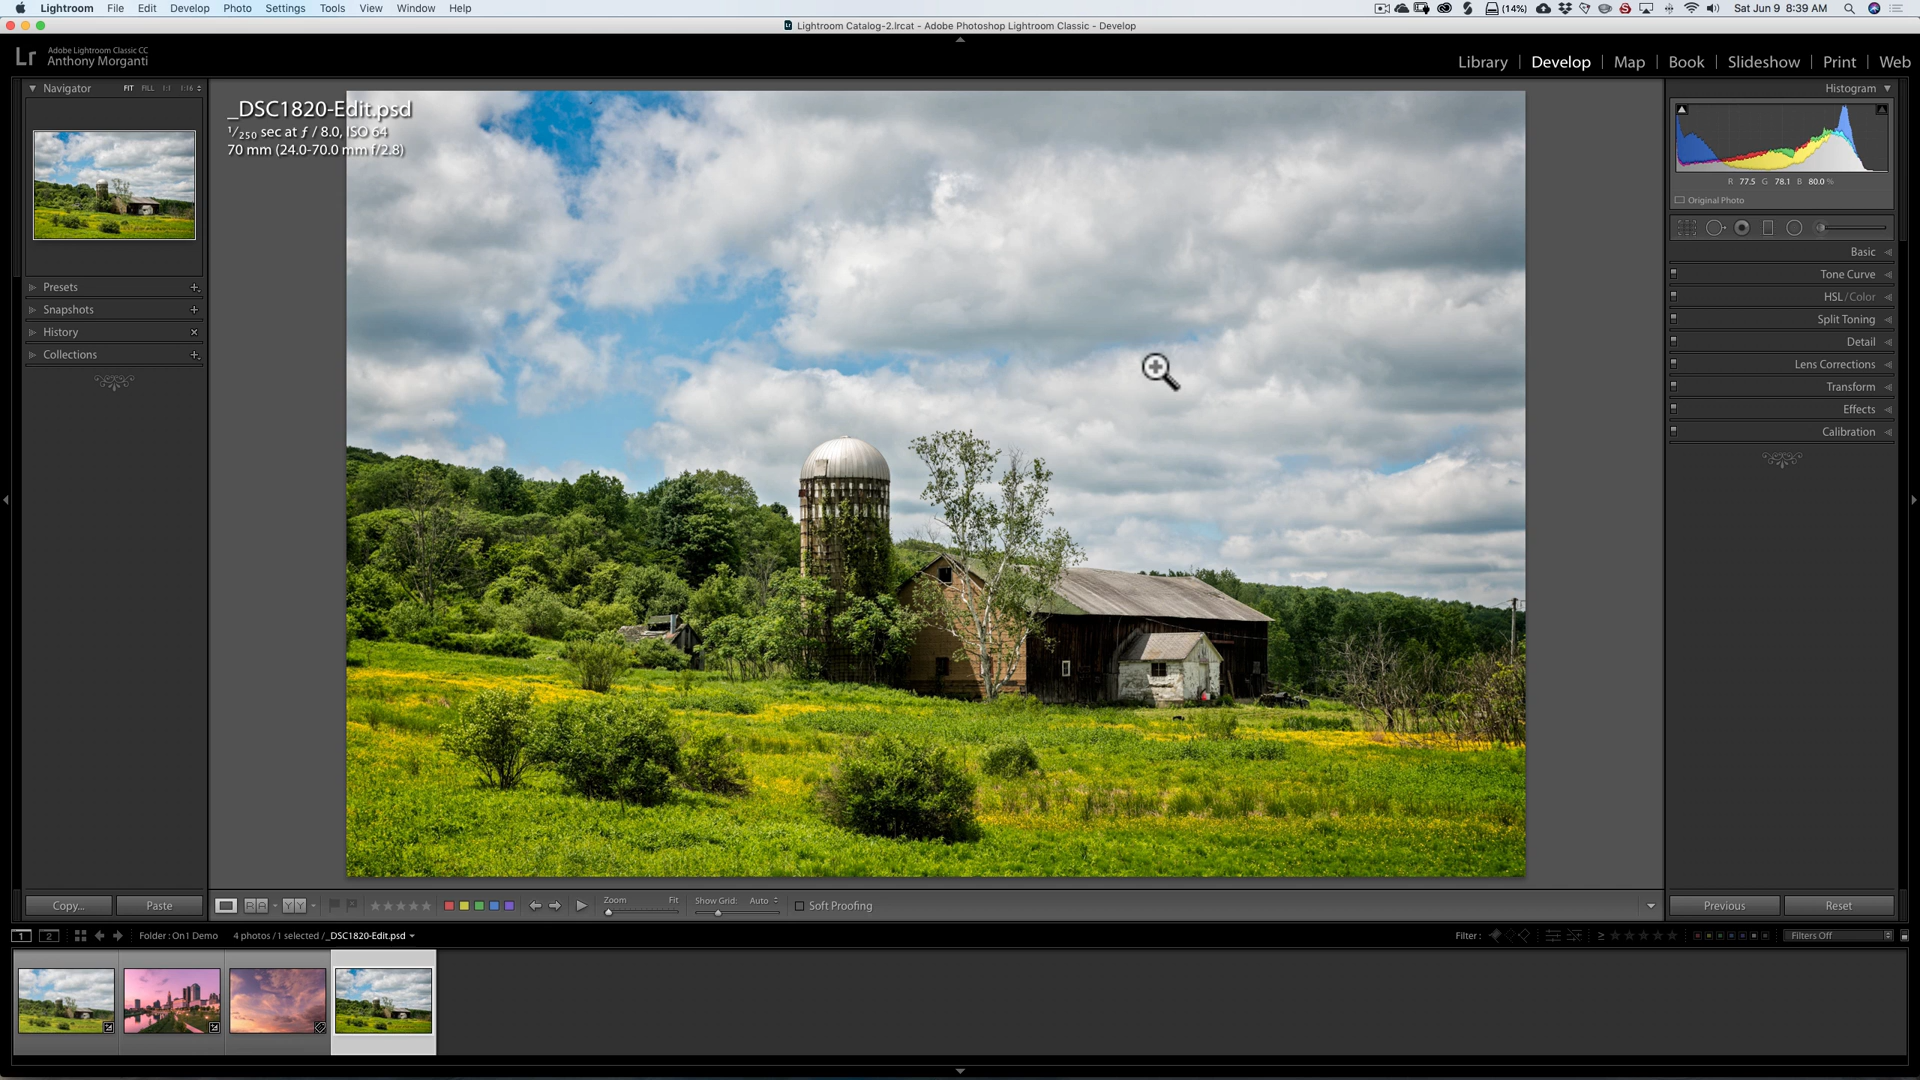 Lightroom File Edit Develop Photo Settings Tools View Window Help (14%) Sat Jun 9 8:39 AM
Lightroom Catalog-2.lrcat - Adobe Photoshop Lightroom Classic - Develop
Lr Adobe Lightroom Classic CC
Anthony Morganti
Library | Develop | Map | Book | Slideshow | Print | Web
Navigator FIT FILL 1:1 1:16
Histogram
_DSC1820-Edit.psd
1/250 sec at ƒ / 8.0, ISO 64
70 mm (24.0-70.0 mm f/2.8)
R 77.5 G 78.1 B 80.0 %
Original Photo
Presets
Snapshots
History
Collections
Basic
Tone Curve
HSL / Color
Split Toning
Detail
Lens Corrections
Transform
Effects
Calibration
Copy... Paste
R A Y Y Zoom Fit Show Grid: Auto Soft Proofing
Previous Reset
1 2 Folder : On1 Demo 4 photos / 1 selected / _DSC1820-Edit.psd Filter : ≥ Filters Off